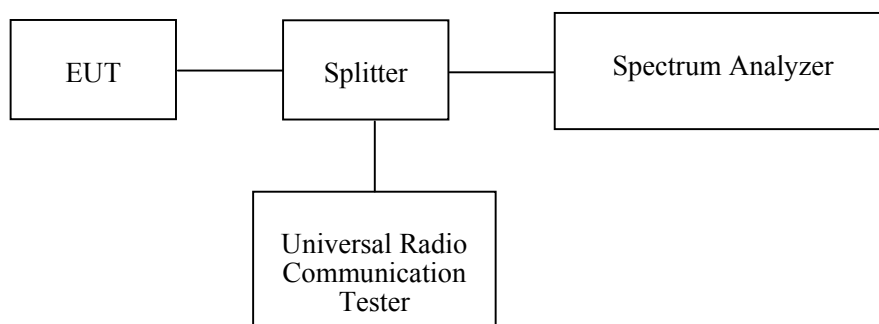 EUT
Splitter
Spectrum Analyzer
Universal Radio
Communication
Tester